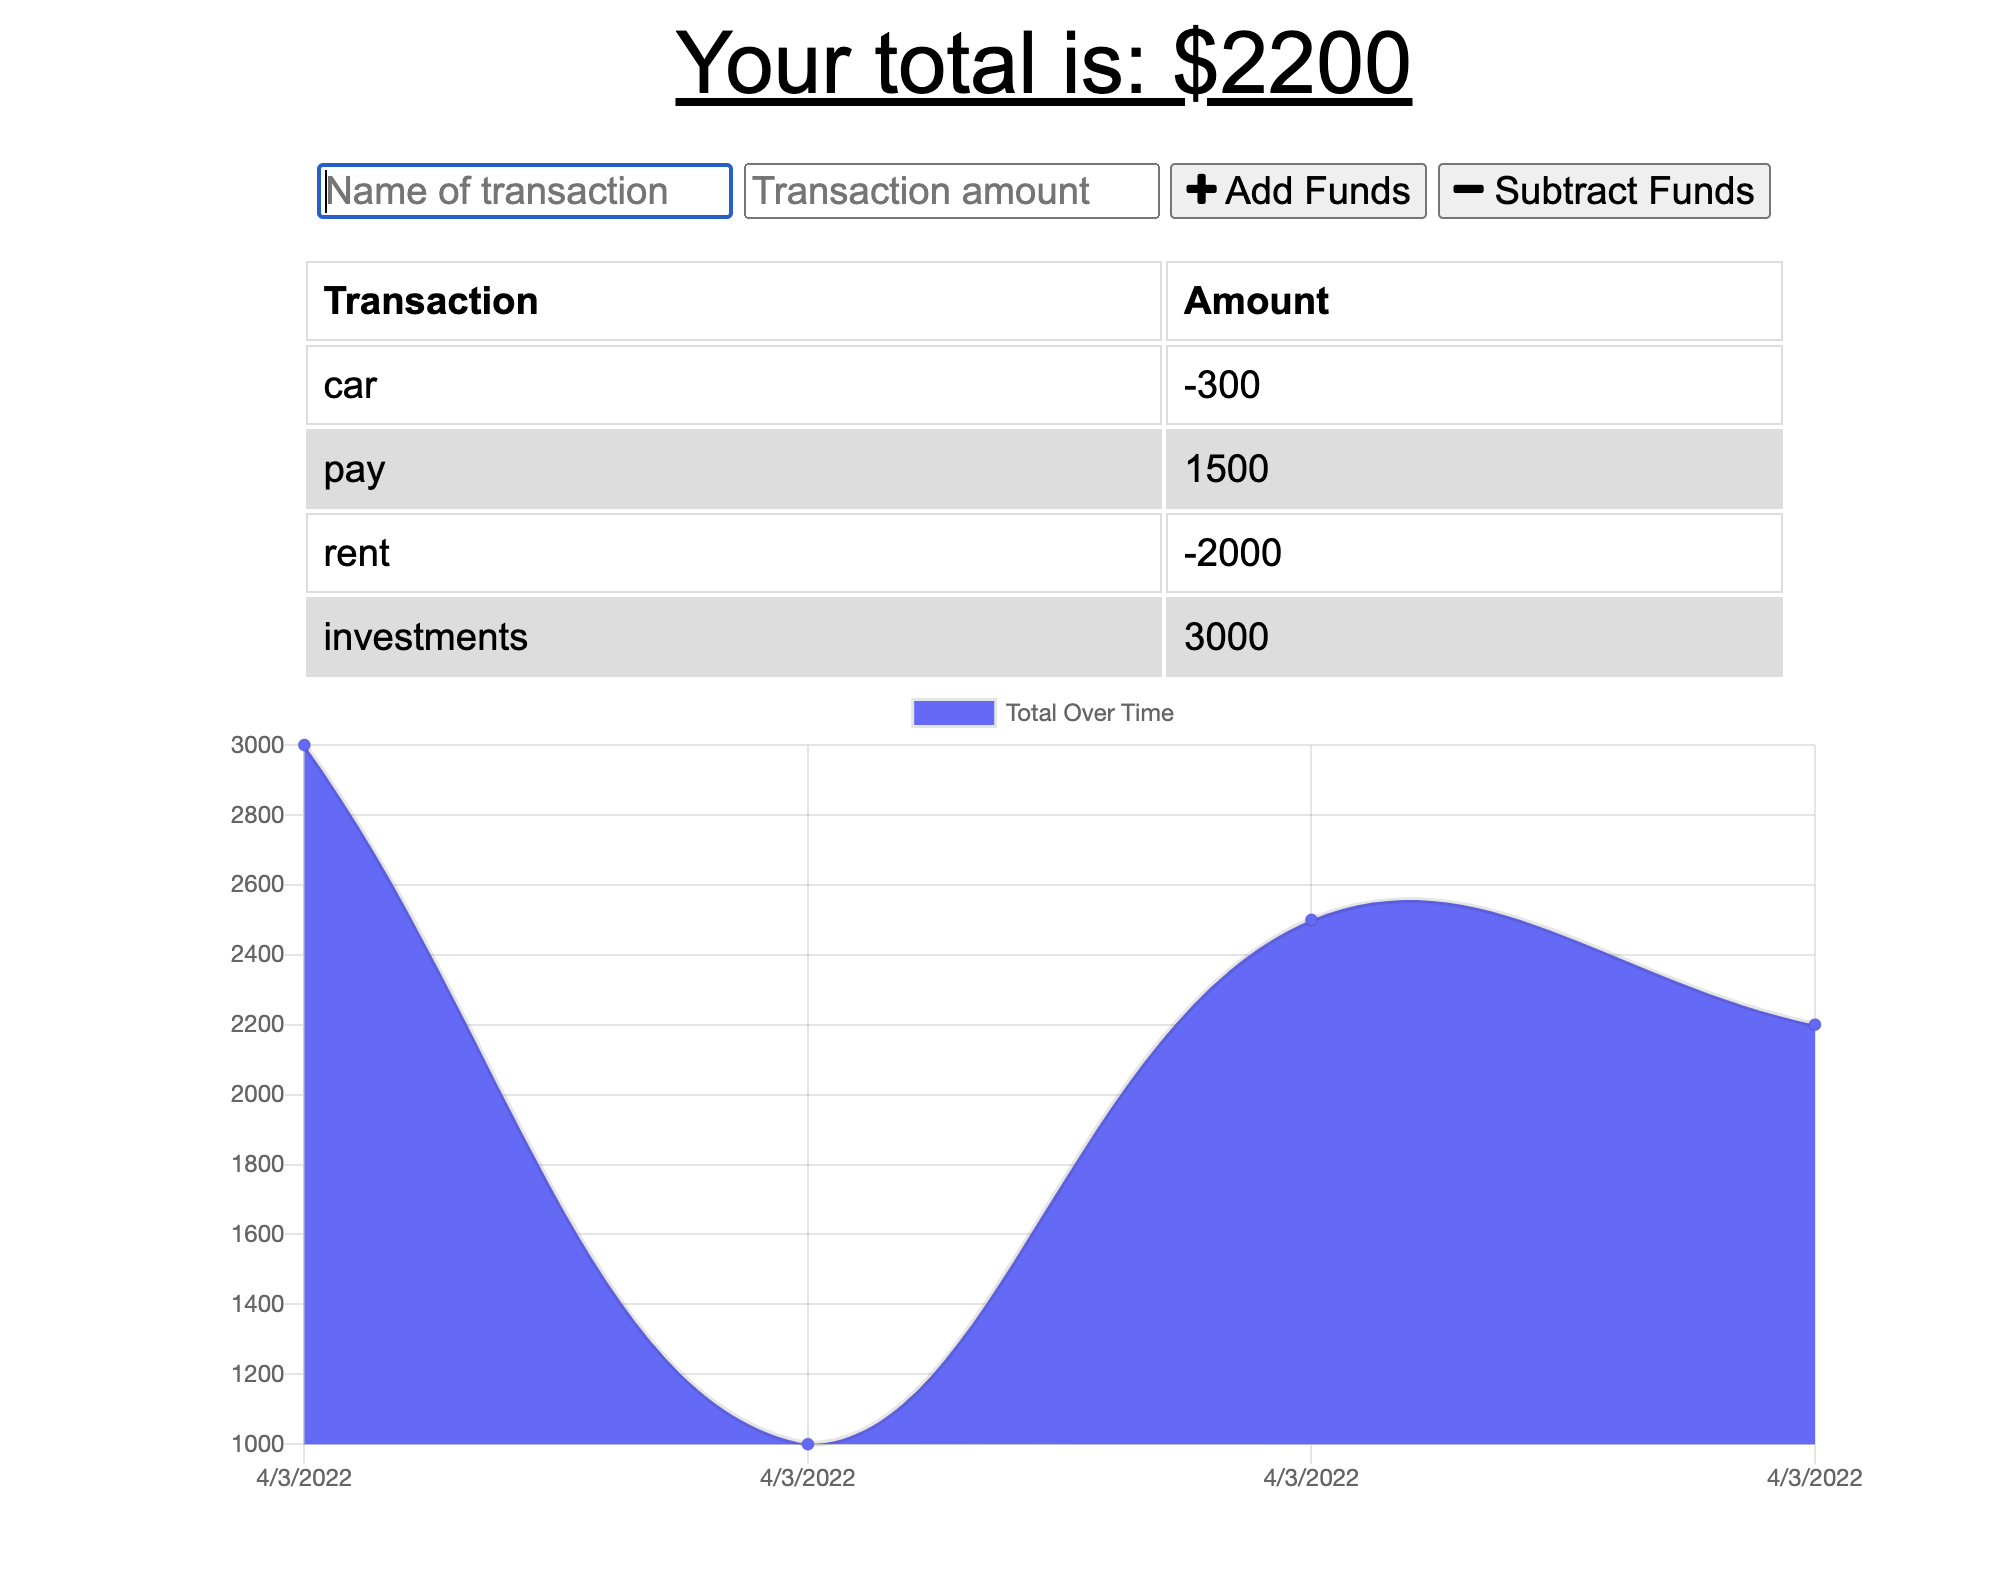 Your total is: $2200
Name of transaction Transaction amount + Add Funds − Subtract Funds
Transaction Amount
car -300
pay 1500
rent -2000
investments 3000
Total Over Time
3000
2800
2600
2400
2200
2000
1800
1600
1400
1200
1000
4/3/2022 4/3/2022 4/3/2022 4/3/2022